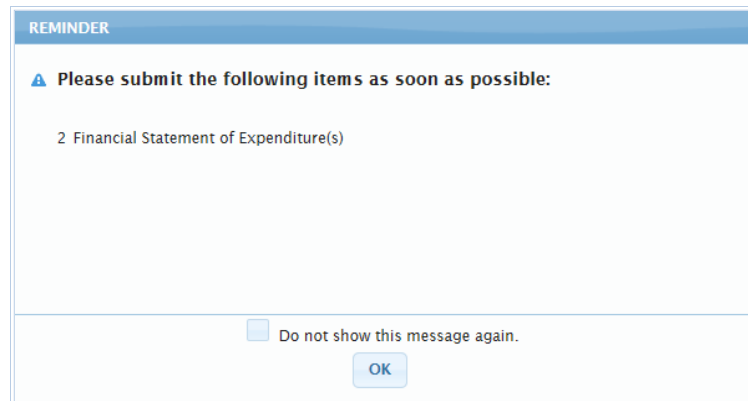 REMINDER
Please submit the following items as soon as possible:
2 Financial Statement of Expenditure(s)
Do not show this message again.
OK